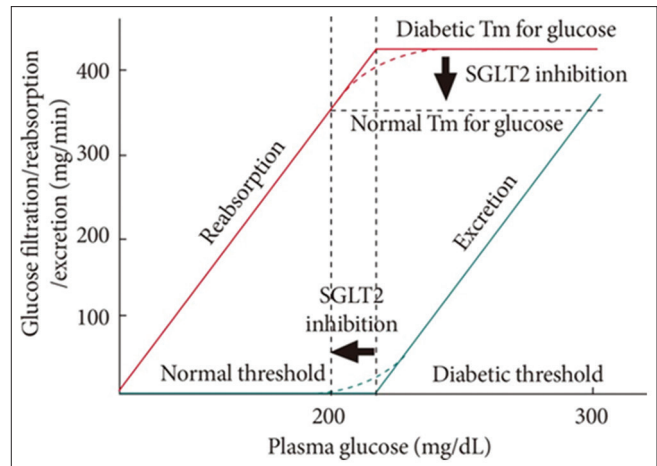 Glucose filtration/reabsorption
/excretion (mg/min)
400
300
200
100
Diabetic Tm for glucose
SGLT2 inhibition
Normal Tm for glucose
Reabsorption
Excretion
SGLT2
inhibition
Normal threshold
Diabetic threshold
200
300
Plasma glucose (mg/dL)